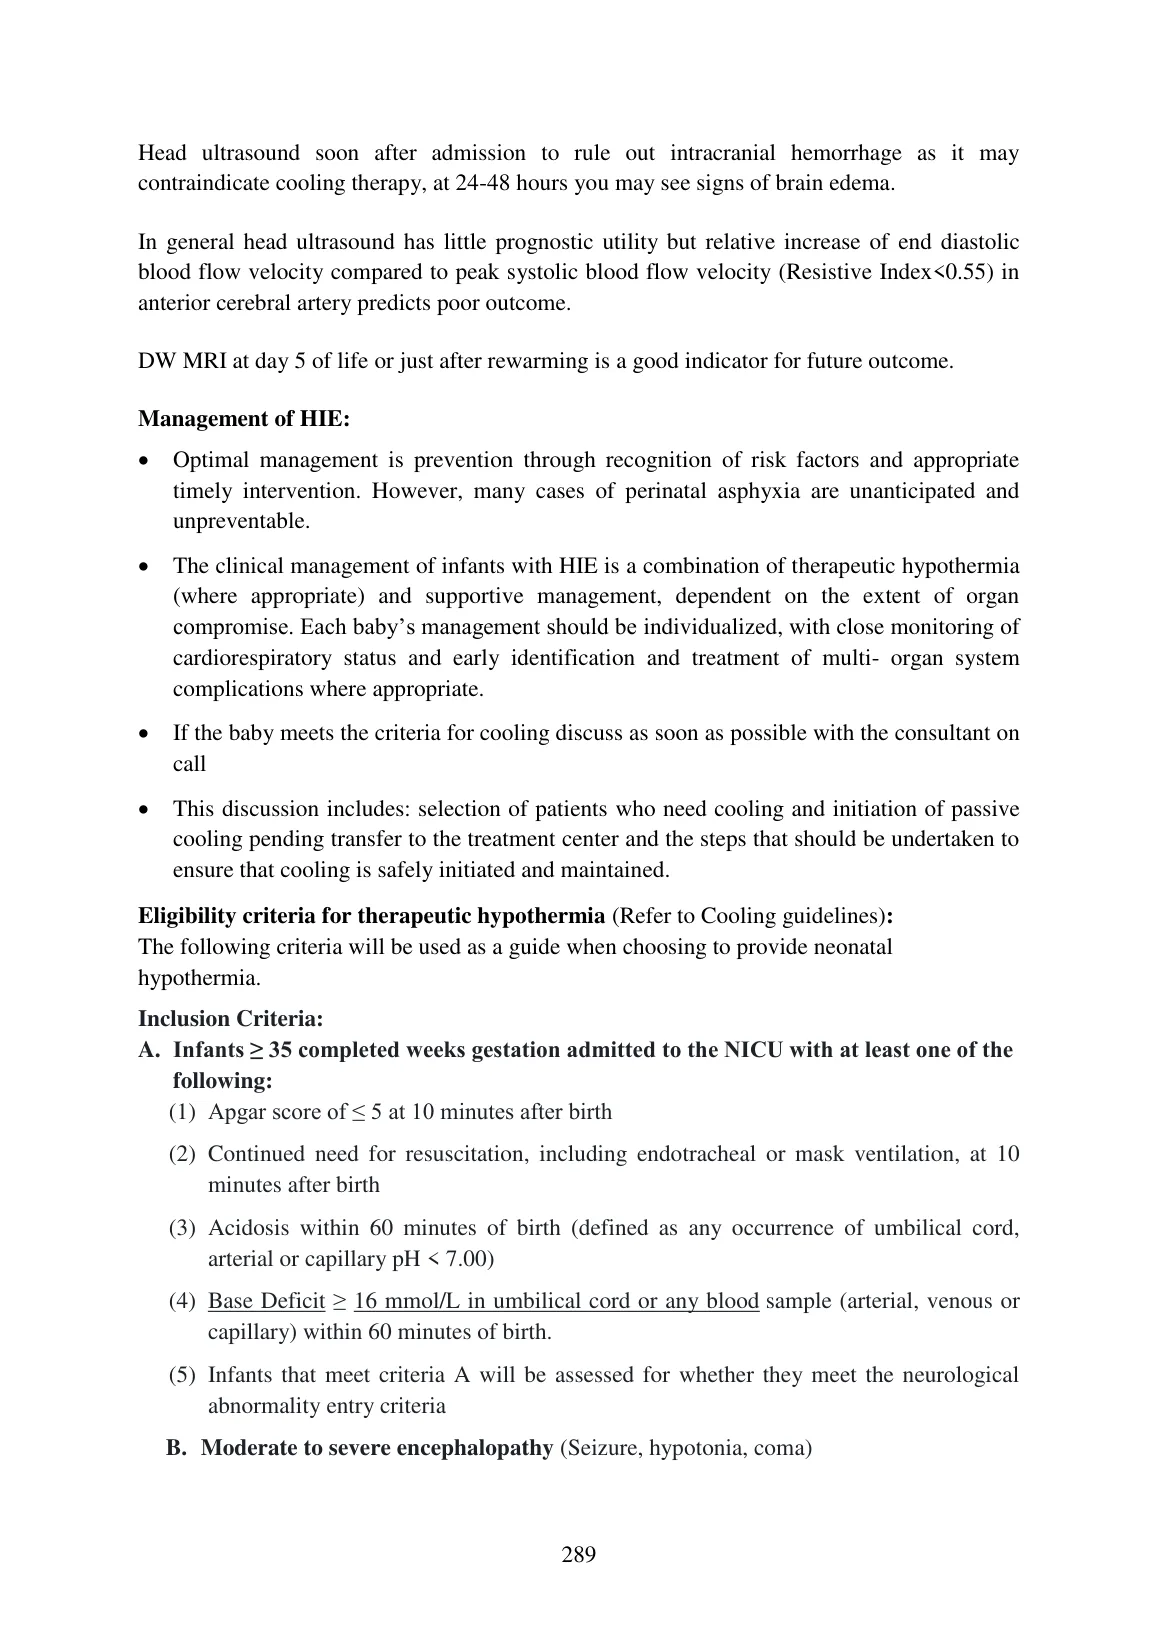 Head ultrasound soon after admission to rule out intracranial hemorrhage as it may
contraindicate cooling therapy, at 24-48 hours you may see signs of brain edema.
In general head ultrasound has little prognostic utility but relative increase of end diastolic
blood flow velocity compared to peak systolic blood flow velocity (Resistive Index<0.55) in
anterior cerebral artery predicts poor outcome.
DW MRI at day 5 of life or just after rewarming is a good indicator for future outcome.
Management of HIE:
• Optimal management is prevention through recognition of risk factors and appropriate
timely intervention. However, many cases of perinatal asphyxia are unanticipated and
unpreventable.
• The clinical management of infants with HIE is a combination of therapeutic hypothermia
(where appropriate) and supportive management, dependent on the extent of organ
compromise. Each baby’s management should be individualized, with close monitoring of
cardiorespiratory status and early identification and treatment of multi- organ system
complications where appropriate.
• If the baby meets the criteria for cooling discuss as soon as possible with the consultant on
call
• This discussion includes: selection of patients who need cooling and initiation of passive
cooling pending transfer to the treatment center and the steps that should be undertaken to
ensure that cooling is safely initiated and maintained.
Eligibility criteria for therapeutic hypothermia (Refer to Cooling guidelines):
The following criteria will be used as a guide when choosing to provide neonatal
hypothermia.
Inclusion Criteria:
A. Infants ≥ 35 completed weeks gestation admitted to the NICU with at least one of the
following:
(1) Apgar score of ≤ 5 at 10 minutes after birth
(2) Continued need for resuscitation, including endotracheal or mask ventilation, at 10
minutes after birth
(3) Acidosis within 60 minutes of birth (defined as any occurrence of umbilical cord,
arterial or capillary pH < 7.00)
(4) Base Deficit ≥ 16 mmol/L in umbilical cord or any blood sample (arterial, venous or
capillary) within 60 minutes of birth.
(5) Infants that meet criteria A will be assessed for whether they meet the neurological
abnormality entry criteria
B. Moderate to severe encephalopathy (Seizure, hypotonia, coma)
289